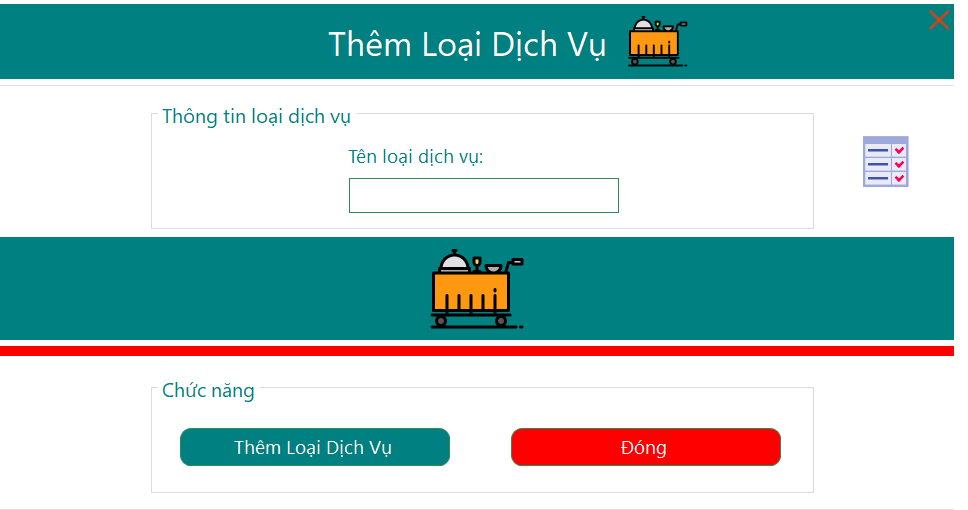 Thêm Loại Dịch Vụ
Thông tin loại dịch vụ
Tên loại dịch vụ:
Chức năng
Thêm Loại Dịch Vụ
Đóng